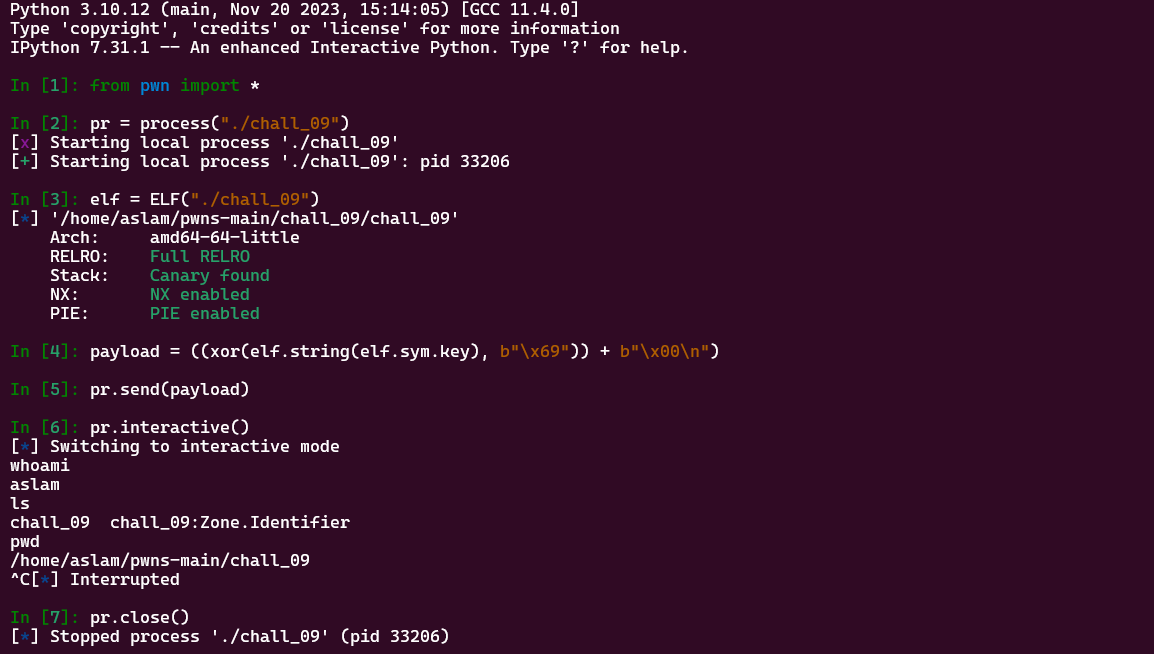 Python 3.10.12 (main, Nov 20 2023, 15:14:05) [GCC 11.4.0]
Type 'copyright', 'credits' or 'license' for more information
IPython 7.31.1 -- An enhanced Interactive Python. Type '?' for help.
In [1]: from pwn import *
In [2]: pr = process("./chall_09")
[x] Starting local process './chall_09'
[+] Starting local process './chall_09': pid 33206
In [3]: elf = ELF("./chall_09")
[*] '/home/aslam/pwns-main/chall_09/chall_09'
    Arch:     amd64-64-little
    RELRO:    Full RELRO
    Stack:    Canary found
    NX:       NX enabled
    PIE:      PIE enabled
In [4]: payload = ((xor(elf.string(elf.sym.key), b"\x69")) + b"\x00\n")
In [5]: pr.send(payload)
In [6]: pr.interactive()
[*] Switching to interactive mode
whoami
aslam
ls
chall_09  chall_09:Zone.Identifier
pwd
/home/aslam/pwns-main/chall_09
^C[*] Interrupted
In [7]: pr.close()
[*] Stopped process './chall_09' (pid 33206)